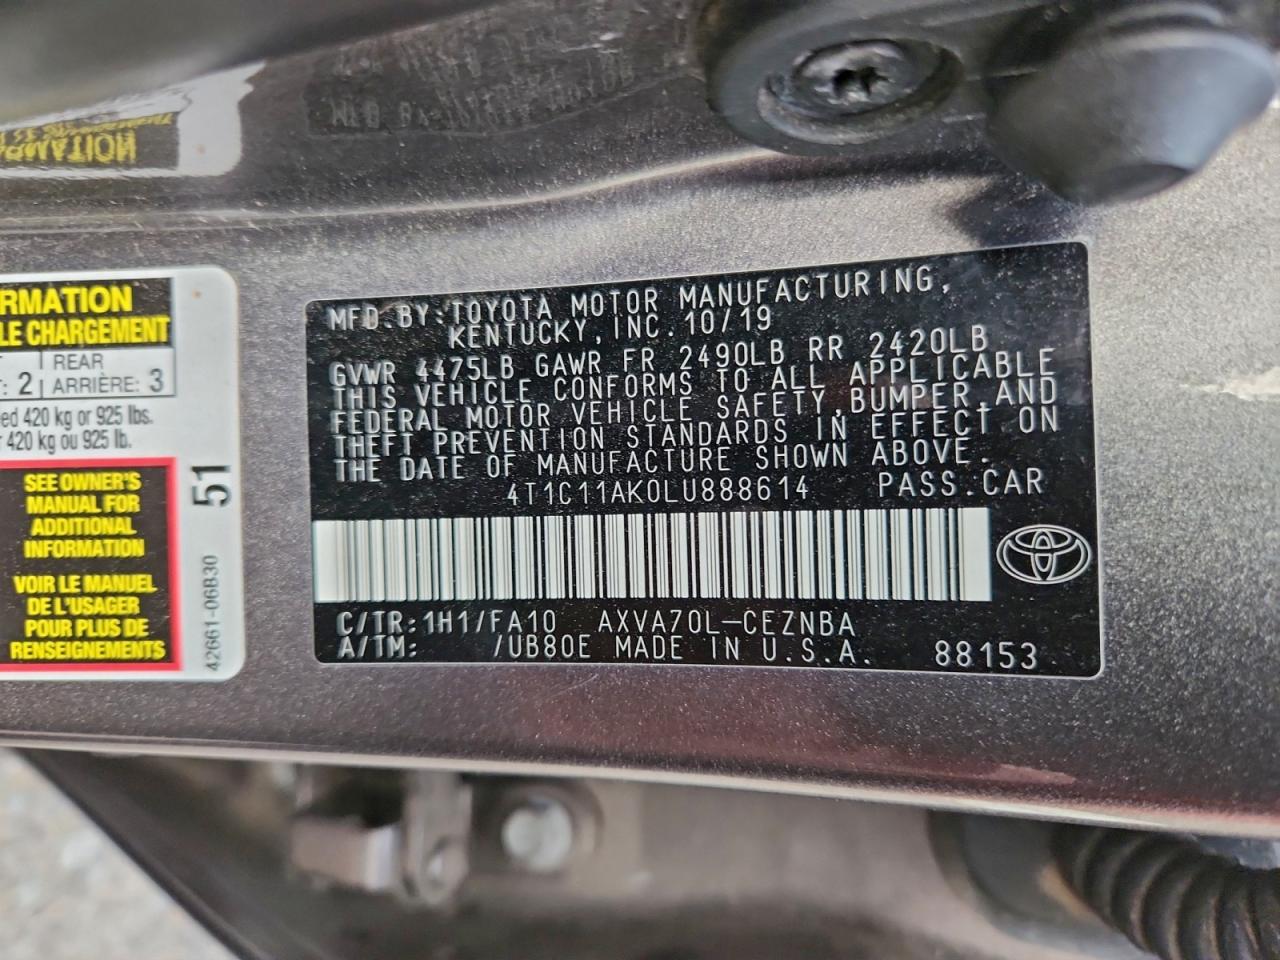 RMATION
LE CHARGEMENT
REAR
: 2 ARRIÈRE: 3
ed 420 kg or 925 lbs.
420 kg ou 925 lb.
SEE OWNER'S
MANUAL FOR
ADDITIONAL
INFORMATION
VOIR LE MANUEL
DE L'USAGER
POUR PLUS DE
RENSEIGNEMENTS
51
42661-06B30
MFD.BY:TOYOTA MOTOR MANUFACTURING,
KENTUCKY,INC.10/19
GVWR 4475LB GAWR FR 2490LB RR 2420LB
THIS VEHICLE CONFORMS TO ALL APPLICABLE
FEDERAL MOTOR VEHICLE SAFETY,BUMPER,AND
THEFT PREVENTION STANDARDS IN EFFECT ON
THE DATE OF MANUFACTURE SHOWN ABOVE.
4T1C11AK0LU888614 PASS.CAR
C/TR:1H1/FA10 AXVA70L-CEZNBA
A/TM: /UB80E MADE IN U.S.A. 88153